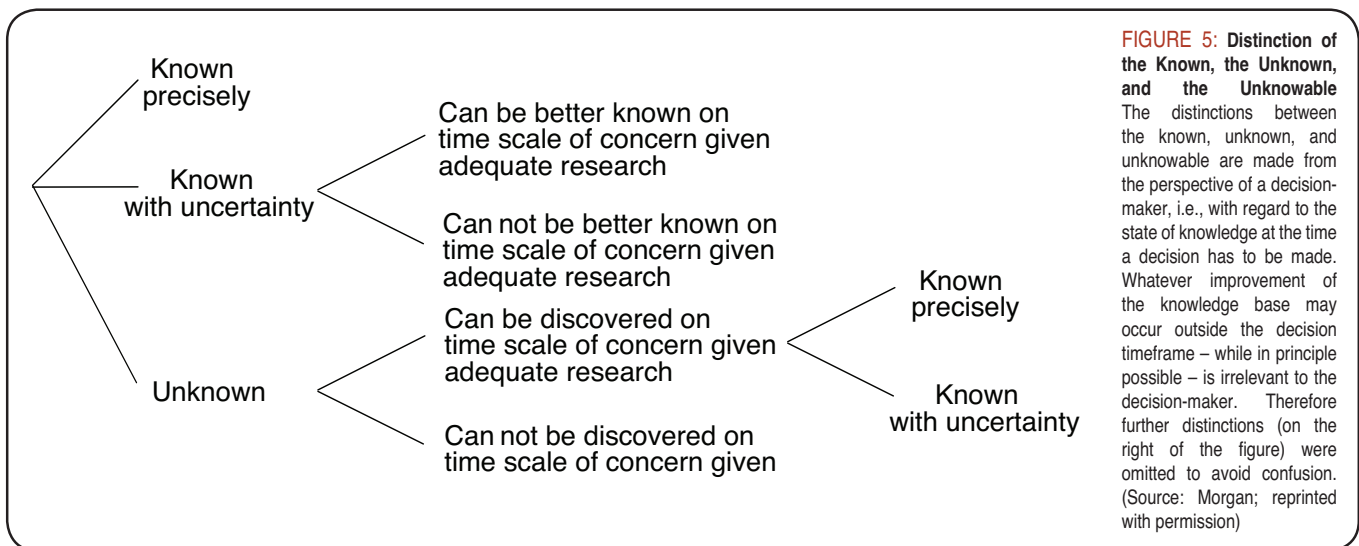 Known
precisely
Known
with uncertainty
Unknown
Can be better known on
time scale of concern given
adequate research
Can not be better known on
time scale of concern given
adequate research
Can be discovered on
time scale of concern given
adequate research
Can not be discovered on
time scale of concern given
Known
precisely
Known
with uncertainty
FIGURE 5: Distinction of
the Known, the Unknown,
and the Unknowable
The distinctions between
the known, unknown, and
unknowable are made from
the perspective of a decision-
maker, i.e., with regard to the
state of knowledge at the time
a decision has to be made.
Whatever improvement of
the knowledge base may
occur outside the decision
timeframe – while in principle
possible – is irrelevant to the
decision-maker. Therefore
further distinctions (on the
right of the figure) were
omitted to avoid confusion.
(Source: Morgan; reprinted
with permission)